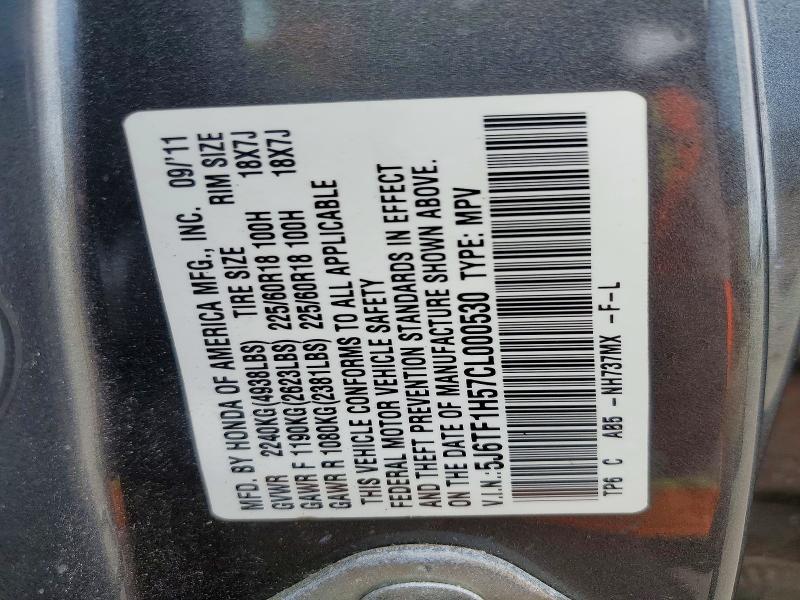 MFD. BY HONDA OF AMERICA MFG., INC. 09/'11
GVWR 2240KG(4938LBS) TIRE SIZE RIM SIZE
GAWR F 1190KG(2623LBS) 225/60R18 100H 18X7J
GAWR R 1080KG(2381LBS) 225/60R18 100H 18X7J
THIS VEHICLE CONFORMS TO ALL APPLICABLE
FEDERAL MOTOR VEHICLE SAFETY
AND THEFT PREVENTION STANDARDS IN EFFECT
ON THE DATE OF MANUFACTURE SHOWN ABOVE.
V.I.N.:5J6TF1H57CL000530 TYPE: MPV
TP6 C AB5 -NH737MX -F-L